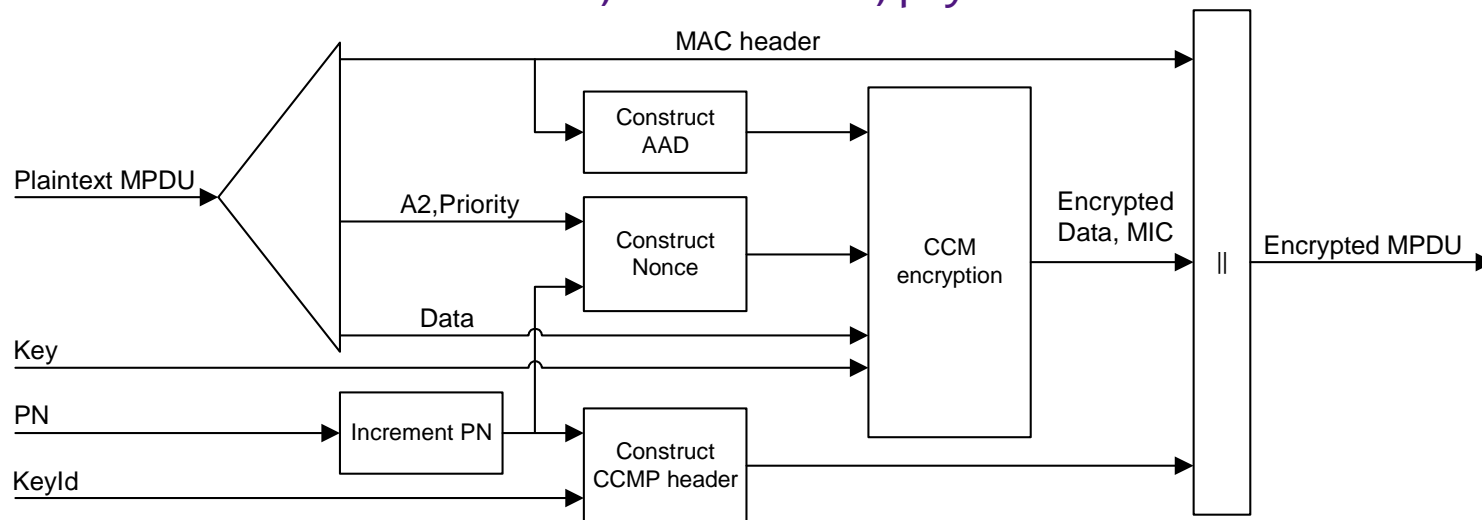 MAC header
Construct
AAD
Plaintext MPDU
A2,Priority
Construct
Nonce
CCM
encryption
Encrypted
Data, MIC
||
Encrypted MPDU
Data
Key
PN
Increment PN
Construct
CCMP header
KeyId